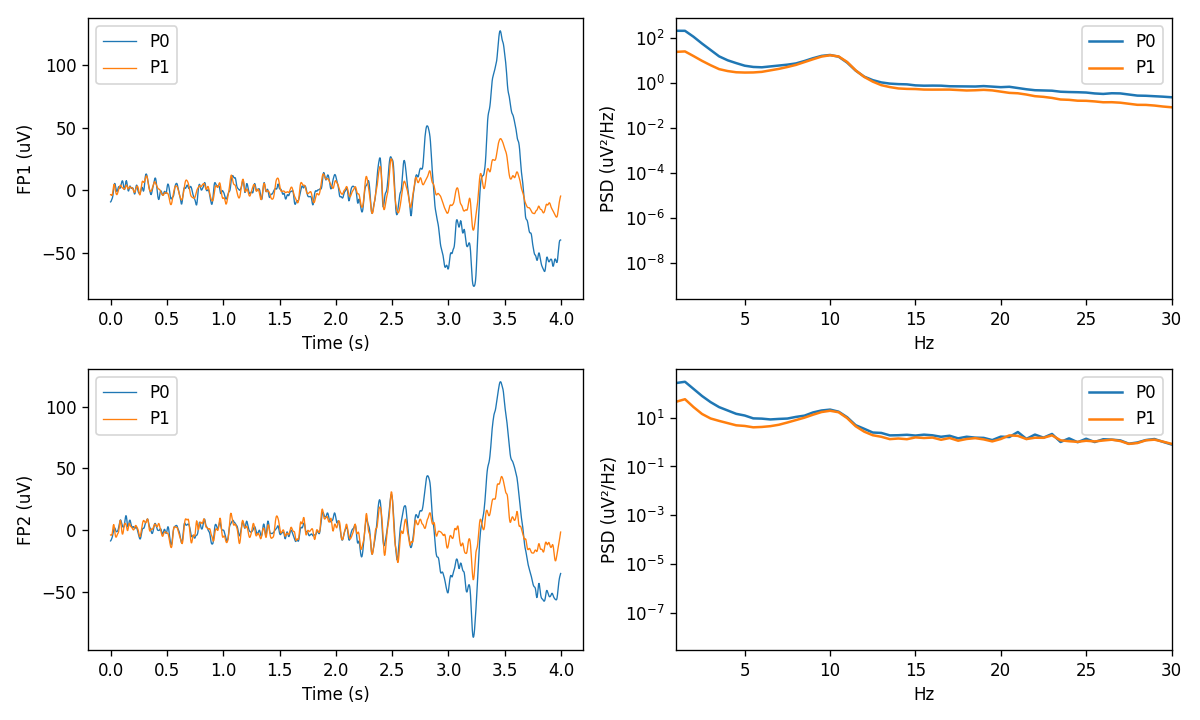 P0
P1
FP1 (uV)
100
50
0
−50
0.0 0.5 1.0 1.5 2.0 2.5 3.0 3.5 4.0
Time (s)
P0
P1
PSD (uV²/Hz)
10²
10⁰
10⁻²
10⁻⁴
10⁻⁶
10⁻⁸
5 10 15 20 25 30
Hz
P0
P1
FP2 (uV)
100
50
0
−50
0.0 0.5 1.0 1.5 2.0 2.5 3.0 3.5 4.0
Time (s)
P0
P1
PSD (uV²/Hz)
10¹
10⁻¹
10⁻³
10⁻⁵
10⁻⁷
5 10 15 20 25 30
Hz